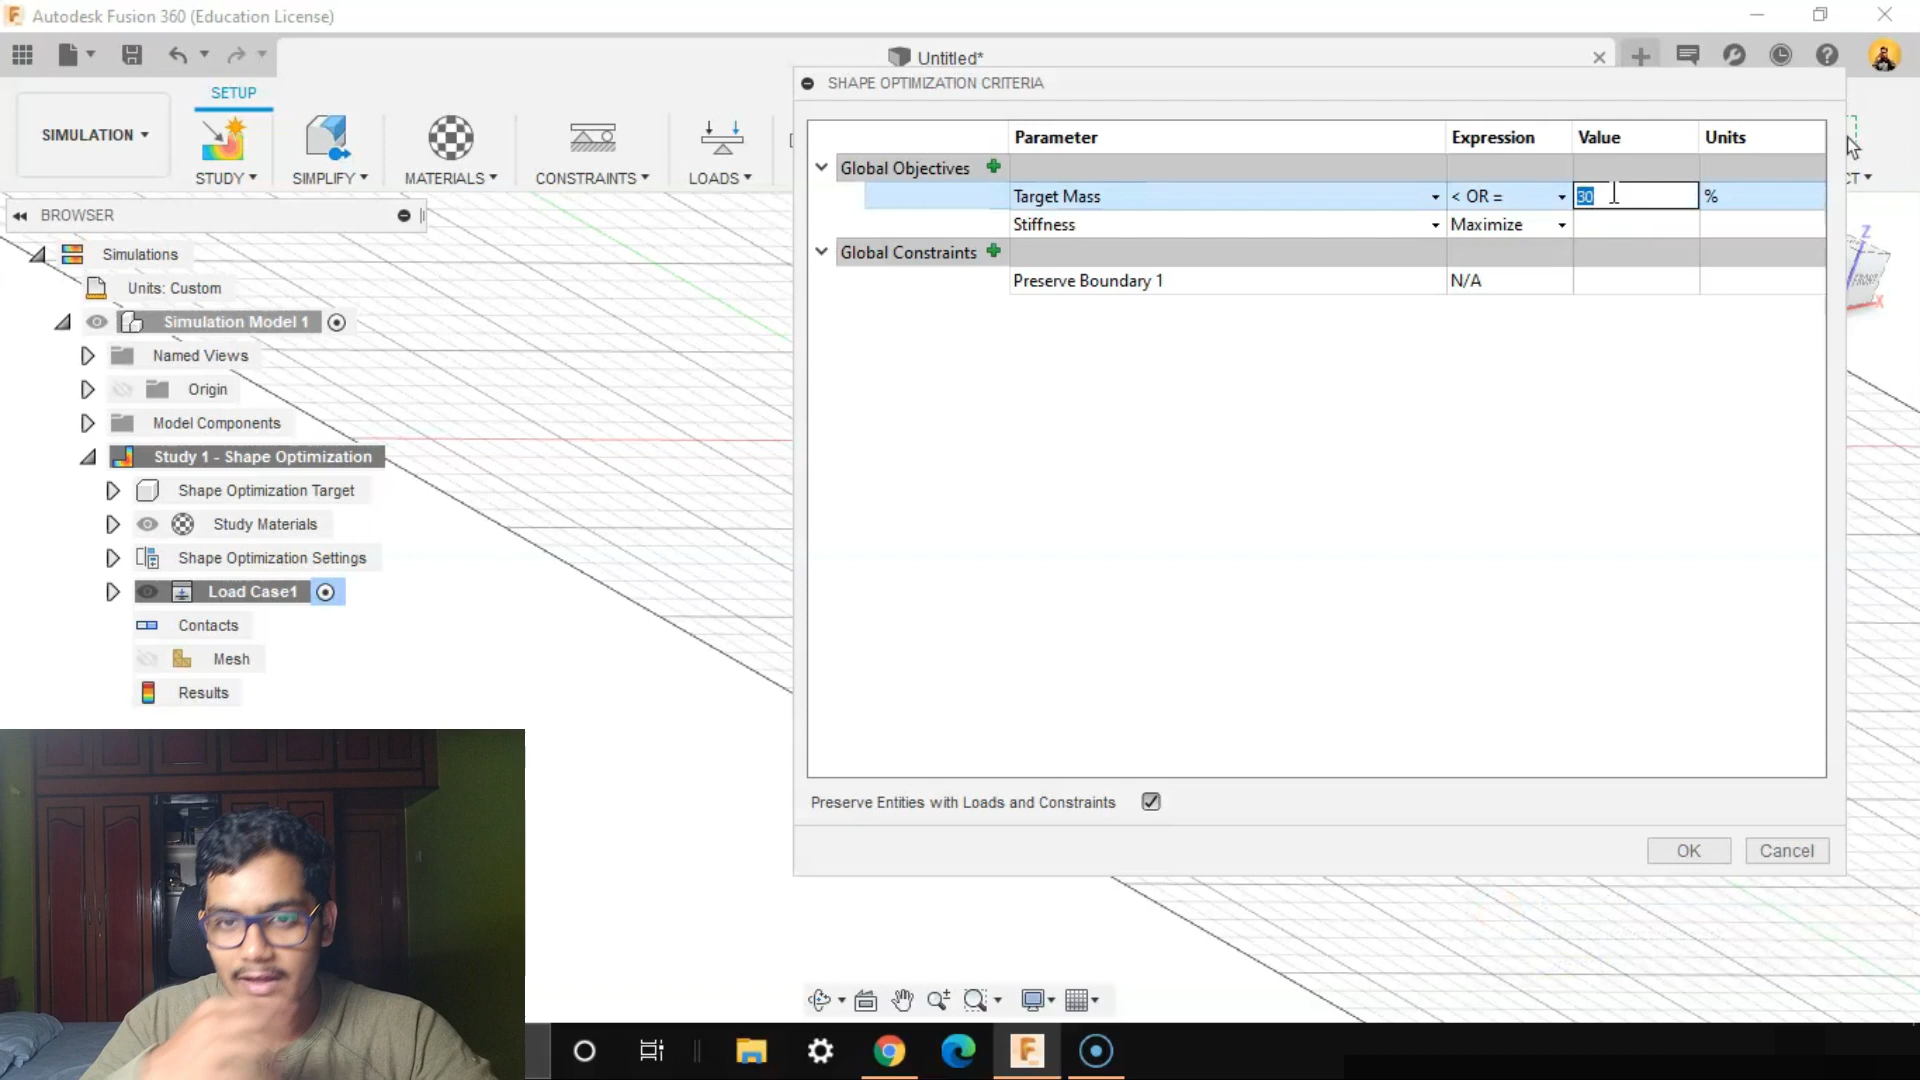 Autodesk Fusion 360 (Education License)
Untitled*
SHAPE OPTIMIZATION CRITERIA
SETUP
SIMULATION
STUDY
SIMPLIFY
MATERIALS
CONSTRAINTS
LOADS
CT
Parameter Expression Value Units
Global Objectives
Target Mass < OR = 30 %
Stiffness Maximize
Global Constraints
Preserve Boundary 1 N/A
BROWSER
Simulations
Units: Custom
Simulation Model 1
Named Views
Origin
Model Components
Study 1 - Shape Optimization
Shape Optimization Target
Study Materials
Shape Optimization Settings
Load Case1
Contacts
Mesh
Results
Z
FRONT
X
Preserve Entities with Loads and Constraints
OK Cancel